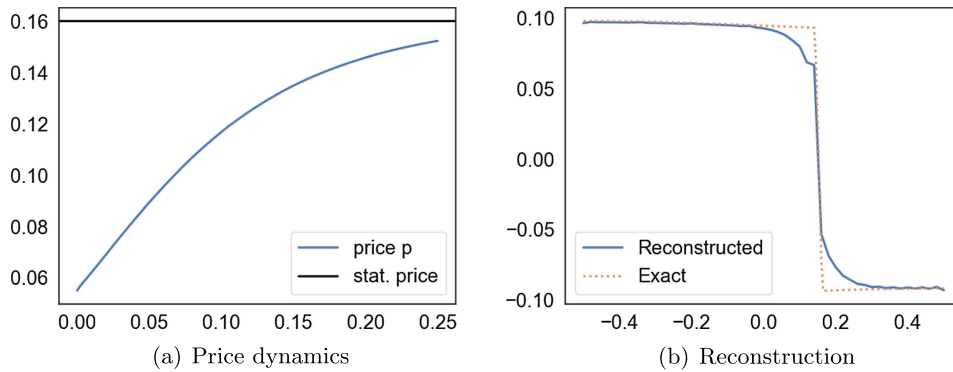 0.16
0.14
0.12
0.10
0.08
0.06
price p
stat. price
0.00 0.05 0.10 0.15 0.20 0.25
(a) Price dynamics
0.10
0.05
0.00
−0.05
−0.10
Reconstructed
Exact
−0.4 −0.2 0.0 0.2 0.4
(b) Reconstruction